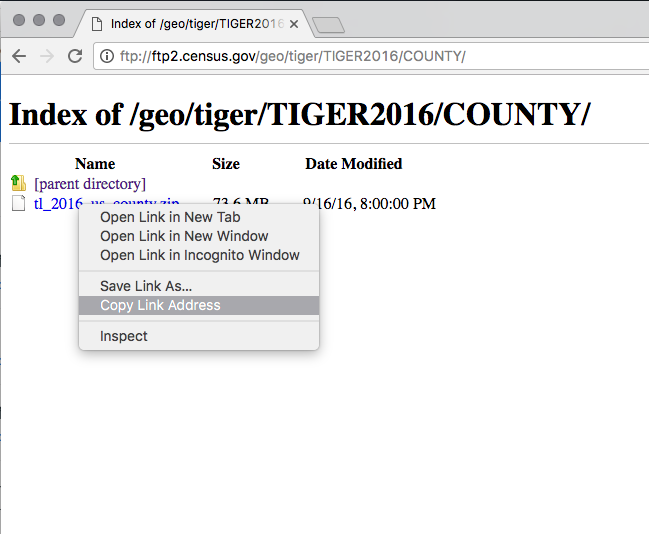 Index of /geo/tiger/TIGER2016
ftp://ftp2.census.gov/geo/tiger/TIGER2016/COUNTY/
Index of /geo/tiger/TIGER2016/COUNTY/
Name Size Date Modified
[parent directory]
tl_2016_us_county.zip 73.6 MB 9/16/16, 8:00:00 PM
Open Link in New Tab
Open Link in New Window
Open Link in Incognito Window
Save Link As...
Copy Link Address
Inspect